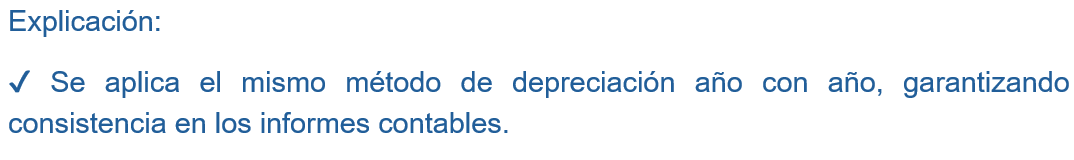 Explicación:
✓ Se aplica el mismo método de depreciación año con año, garantizando
consistencia en los informes contables.